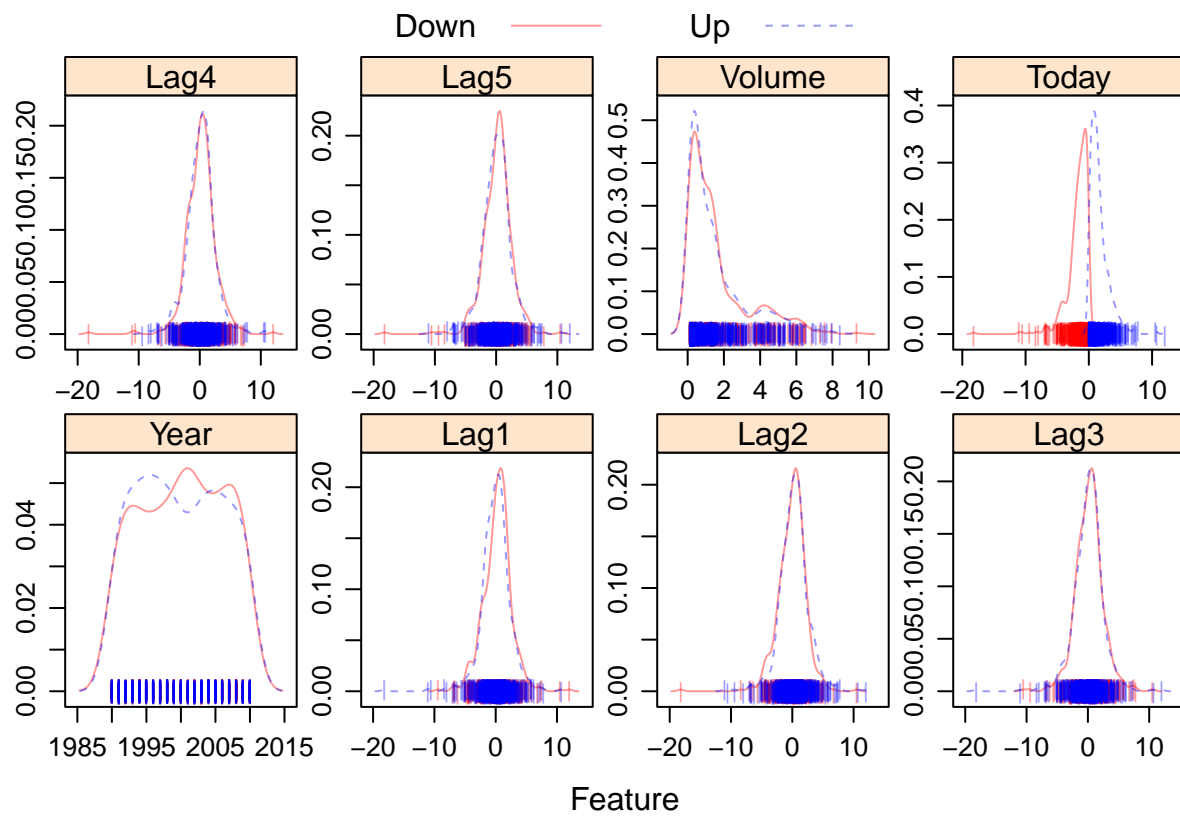 Down Up
Lag4 Lag5 Volume Today
0.00 0.05 0.10 0.15 0.20
0.00 0.10 0.20
0.0 0.1 0.2 0.3 0.4 0.5
0.0 0.1 0.2 0.3 0.4
−20 −10 0 10 −20 −10 0 10 0 2 4 6 8 10 −20 −10 0 10
Year Lag1 Lag2 Lag3
0.00 0.02 0.04
0.00 0.10 0.20
0.00 0.10 0.20
0.00 0.05 0.10 0.15 0.20
1985 1995 2005 2015 −20 −10 0 10 −20 −10 0 10 −20 −10 0 10
Feature